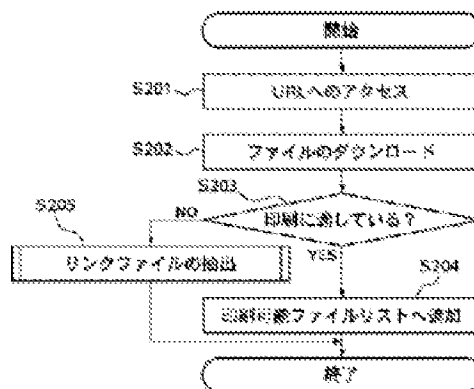 開始
S201
URLへのアクセス
S202
ファイルのダウンロード
S203
印刷に適している？
NO
YES
S205
リンクファイルの抽出
S204
印刷可能ファイルリストへ追加
終了